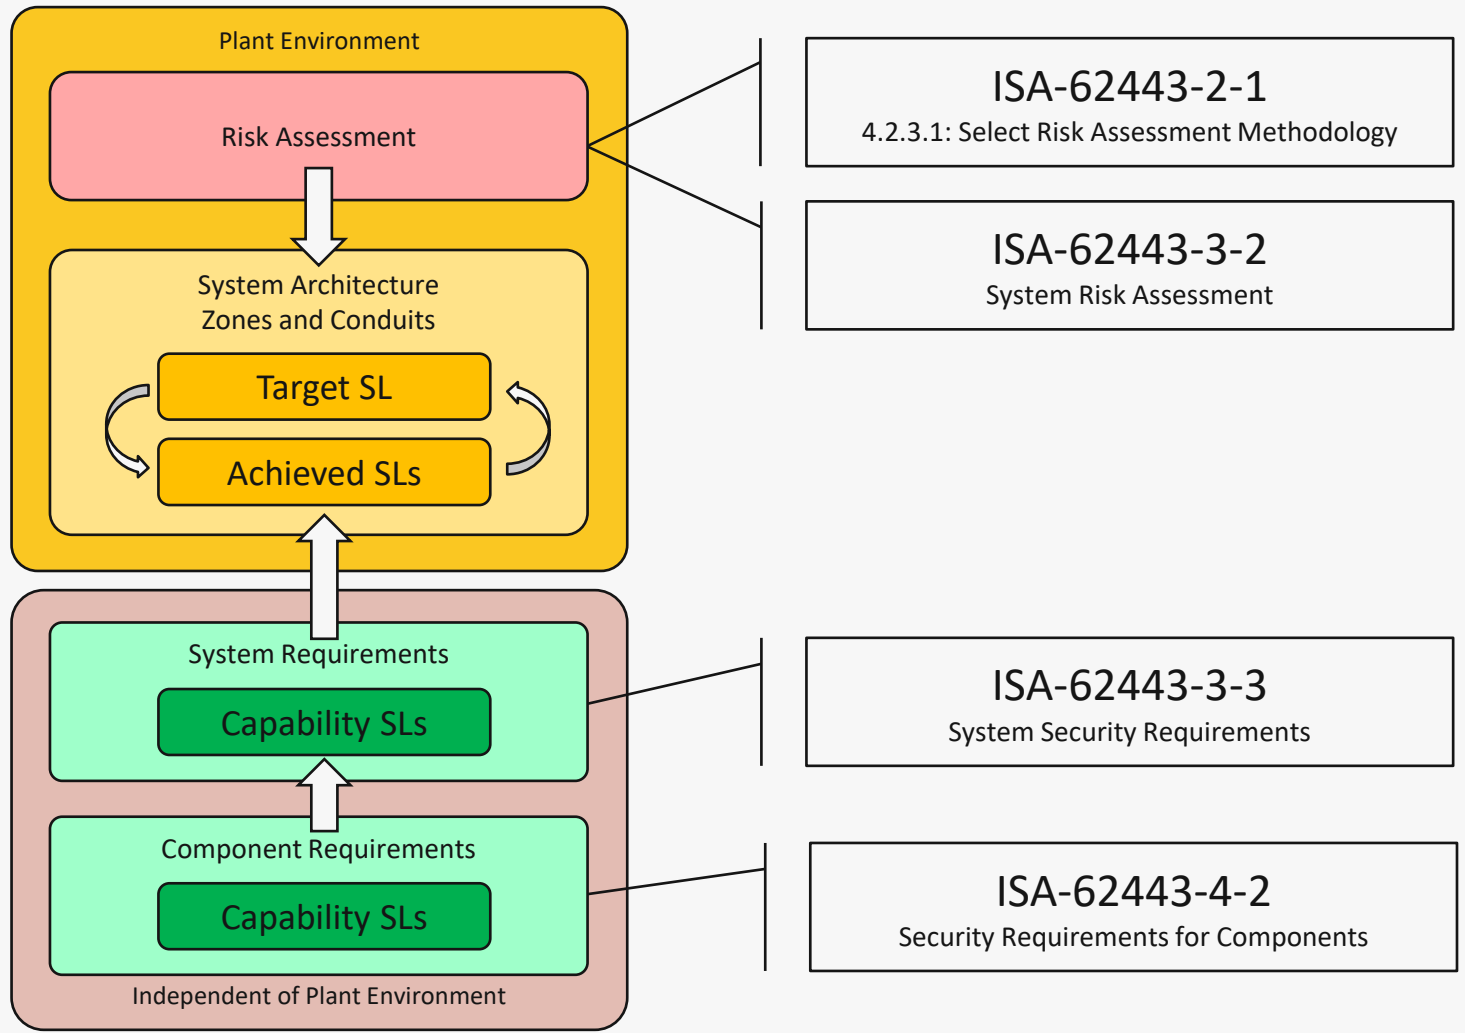 Plant Environment
Risk Assessment
System Architecture
Zones and Conduits
Target SL
Achieved SLs
System Requirements
Capability SLs
Component Requirements
Capability SLs
Independent of Plant Environment
ISA-62443-2-1
4.2.3.1: Select Risk Assessment Methodology
ISA-62443-3-2
System Risk Assessment
ISA-62443-3-3
System Security Requirements
ISA-62443-4-2
Security Requirements for Components